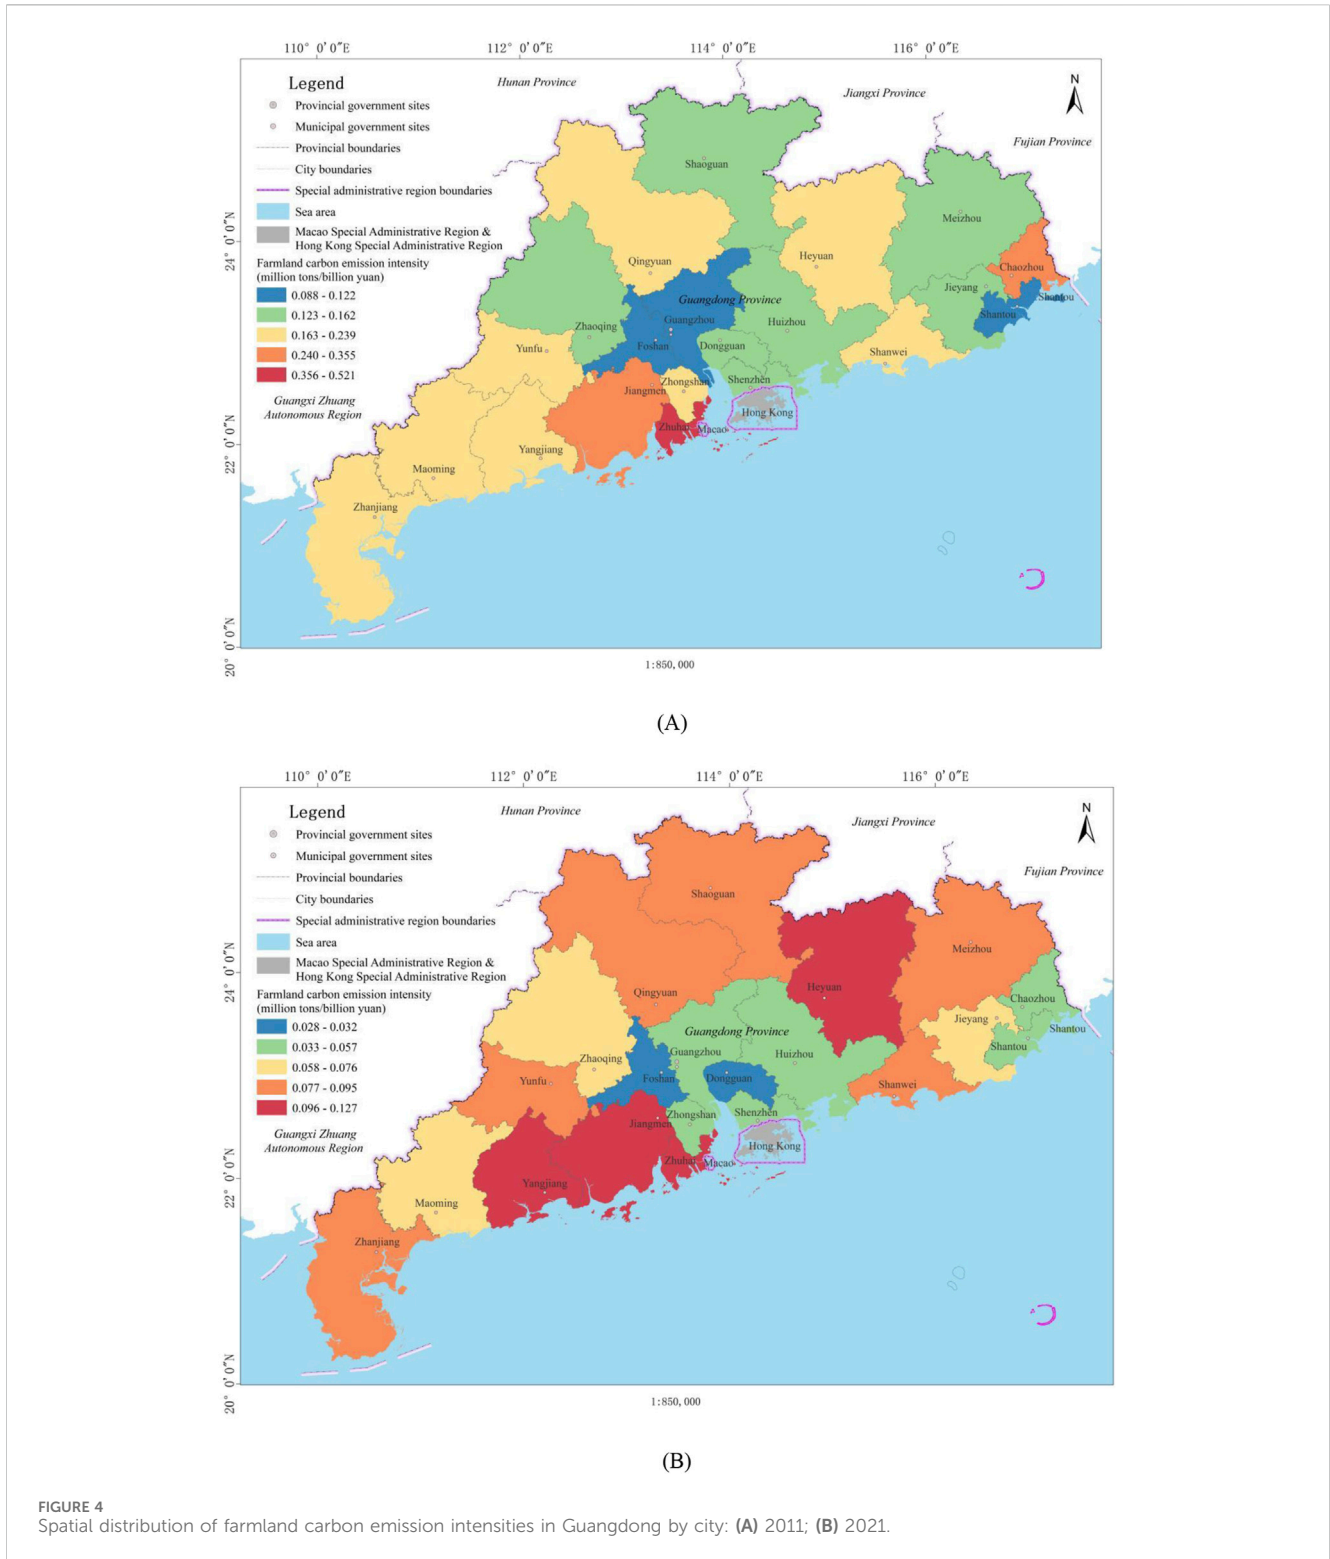 110° 0′ 0″E
112° 0′ 0″E
114° 0′ 0″E
116° 0′ 0″E
Legend
Provincial government sites
Municipal government sites
Provincial boundaries
City boundaries
Special administrative region boundaries
Sea area
Macao Special Administrative Region &
Hong Kong Special Administrative Region
Farmland carbon emission intensity
(million tons/billion yuan)
0.088 - 0.122
0.123 - 0.162
0.163 - 0.239
0.240 - 0.355
0.356 - 0.521
Guangxi Zhuang
Autonomous Region
Hunan Province
Jiangxi Province
Fujian Province
N
24° 0′ 0″N
22° 0′ 0″N
20° 0′ 0″N
Shaoguan
Meizhou
Qingyuan
Heyuan
Chaozhou
Jieyang
Shantou
Shantou
Guangdong Province
Guangzhou
Huizhou
Zhaoqing
Foshan
Dongguan
Yunfu
Shanwei
Jiangmen
Zhongshan
Shenzhen
Hong Kong
Zhuhai
Macao
Yangjiang
Maoming
Zhanjiang
1:850,000
(A)
110° 0′ 0″E
112° 0′ 0″E
114° 0′ 0″E
116° 0′ 0″E
Legend
Provincial government sites
Municipal government sites
Provincial boundaries
City boundaries
Special administrative region boundaries
Sea area
Macao Special Administrative Region &
Hong Kong Special Administrative Region
Farmland carbon emission intensity
(million tons/billion yuan)
0.028 - 0.032
0.033 - 0.057
0.058 - 0.076
0.077 - 0.095
0.096 - 0.127
Guangxi Zhuang
Autonomous Region
Hunan Province
Jiangxi Province
Fujian Province
N
24° 0′ 0″N
22° 0′ 0″N
20° 0′ 0″N
Shaoguan
Meizhou
Qingyuan
Heyuan
Chaozhou
Jieyang
Shantou
Shantou
Guangdong Province
Guangzhou
Huizhou
Zhaoqing
Foshan
Dongguan
Yunfu
Shanwei
Jiangmen
Zhongshan
Shenzhen
Hong Kong
Zhuhai
Macao
Yangjiang
Maoming
Zhanjiang
1:850,000
(B)
FIGURE 4
Spatial distribution of farmland carbon emission intensities in Guangdong by city: (A) 2011; (B) 2021.